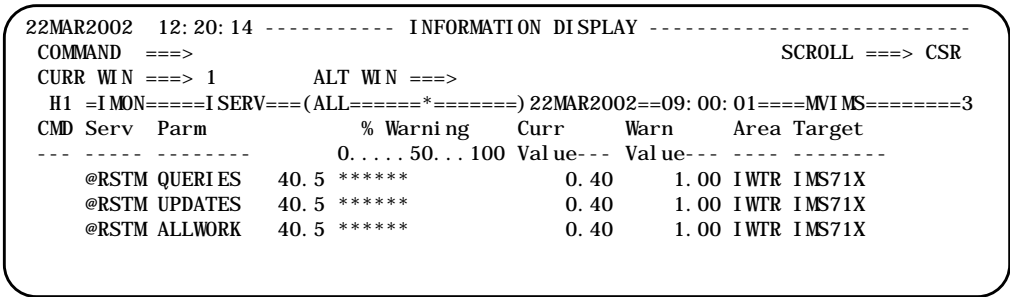 22MAR2002  12:20:14 ----------- INFORMATION DISPLAY ---------------------------
COMMAND  ===>                                                 SCROLL ===> CSR
CURR WIN ===> 1        ALT WIN ===>
H1 =IMON=====ISERV===(ALL======*=======)22MAR2002==09:00:01====MVIMS========3
CMD Serv  Parm             % Warning     Curr      Warn     Area Target
--- ----- --------       0.....50...100 Value---  Value--- ---- --------
@RSTM QUERIES   40.5 ******              0.40      1.00 IWTR IMS71X
@RSTM UPDATES   40.5 ******              0.40      1.00 IWTR IMS71X
@RSTM ALLWORK   40.5 ******              0.40      1.00 IWTR IMS71X